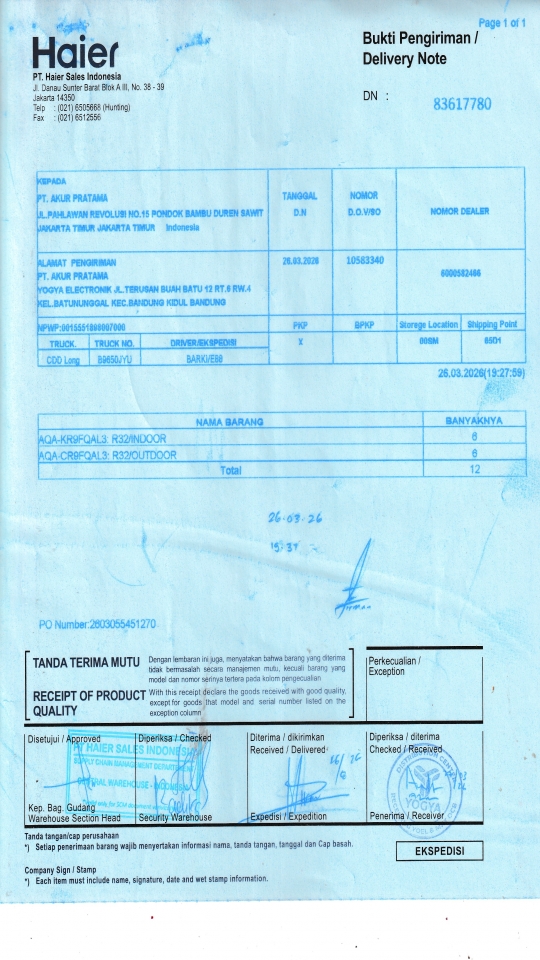 Page 1 of 1
Haier
Bukti Pengiriman /
Delivery Note
PT. Haier Sales Indonesia
Jl. Danau Sunter Barat Blok A III, No. 38 - 39
Jakarta 14350
Telp : (021) 6505668 (Hunting)
Fax : (021) 6512556
DN : 83617780
KEPADA
PT. AKUR PRATAMA
JL.PAHLAWAN REVOLUSI NO.15 PONDOK BAMBU DUREN SAWIT
JAKARTA TIMUR JAKARTA TIMUR Indonesia
TANGGAL
D.N
NOMOR
D.O.V/SO
NOMOR DEALER
ALAMAT PENGIRIMAN
PT. AKUR PRATAMA
YOGYA ELECTRONIK JL.TERUSAN BUAH BATU 12 RT.6 RW.4
KEL.BATUNUNGGAL KEC.BANDUNG KIDUL BANDUNG
26.03.2026
10583340
NPWP:
PKP
BPKP
Storege Location
Shipping Point
TRUCK.
TRUCK NO.
DRIVER/EKSPEDISI
X
00SM
CDD Long
B9650JYU
26.03.2026(19:27:59)
NAMA BARANG
BANYAKNYA
AQA-KR9FQAL3: R32/INDOOR
6
AQA-CR9FQAL3: R32/OUTDOOR
6
Total
12
26-03-26
15:37
PO Number:2603055451270
TANDA TERIMA MUTU
Dengan lembaran ini juga, menyatakan bahwa barang yang diterima
tidak bermasalah secara manajemen mutu, kecuali barang yang
model dan nomor serinya tertera pada kolom pengecualian
RECEIPT OF PRODUCT
QUALITY
With this receipt declare the goods received with good quality,
except for goods that model and serial number listed on the
exception column
Perkecualian /
Exception
Disetujui / Approved
Diperiksa / Checked
Diterima / dikirimkan
Received / Delivered
Diperiksa / diterima
Checked / Received
PT HAIER SALES INDONESIA
SUPPLY CHAIN MANAGEMENT DEPARTMENT
CENTRAL WAREHOUSE - INDONESIA
DISTRIBUTION CENTER
YOGYA
Kep. Bag. Gudang
Warehouse Section Head
Security Warehouse
Expedisi / Expedition
Penerima / Receiver
Tanda tangan/cap perusahaan
*) Setiap penerimaan barang wajib menyertakan informasi nama, tanda tangan, tanggal dan Cap basah.
EKSPEDISI
Company Sign / Stamp
*) Each item must include name, signature, date and wet stamp information.